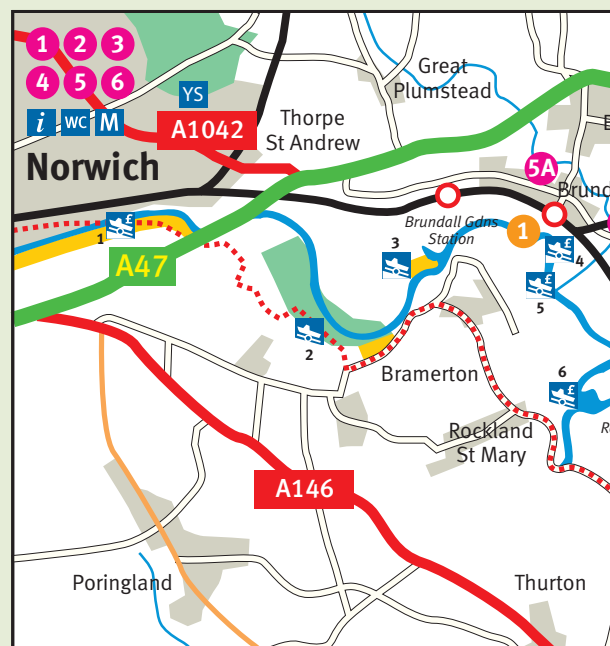 1 2 3
4 5 6
i WC M
YS
A1042
Norwich
Great
Plumstead
Thorpe
St Andrew
5A
Brund
Brundall Gdns
Station
1
1
A47
3
4
5
2
6
Bramerton
Rockland
St Mary
A146
Poringland
Thurton
£
£
£
£